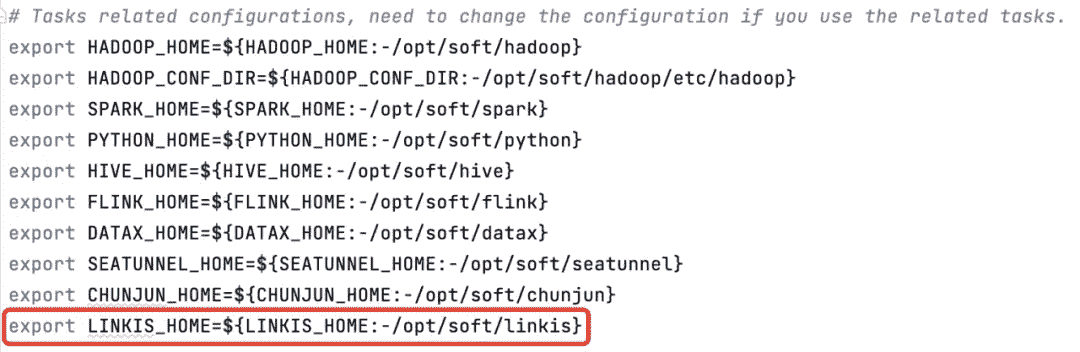 # Tasks related configurations, need to change the configuration if you use the related tasks.
export HADOOP_HOME=${HADOOP_HOME:-/opt/soft/hadoop}
export HADOOP_CONF_DIR=${HADOOP_CONF_DIR:-/opt/soft/hadoop/etc/hadoop}
export SPARK_HOME=${SPARK_HOME:-/opt/soft/spark}
export PYTHON_HOME=${PYTHON_HOME:-/opt/soft/python}
export HIVE_HOME=${HIVE_HOME:-/opt/soft/hive}
export FLINK_HOME=${FLINK_HOME:-/opt/soft/flink}
export DATAX_HOME=${DATAX_HOME:-/opt/soft/datax}
export SEATUNNEL_HOME=${SEATUNNEL_HOME:-/opt/soft/seatunnel}
export CHUNJUN_HOME=${CHUNJUN_HOME:-/opt/soft/chunjun}
export LINKIS_HOME=${LINKIS_HOME:-/opt/soft/linkis}